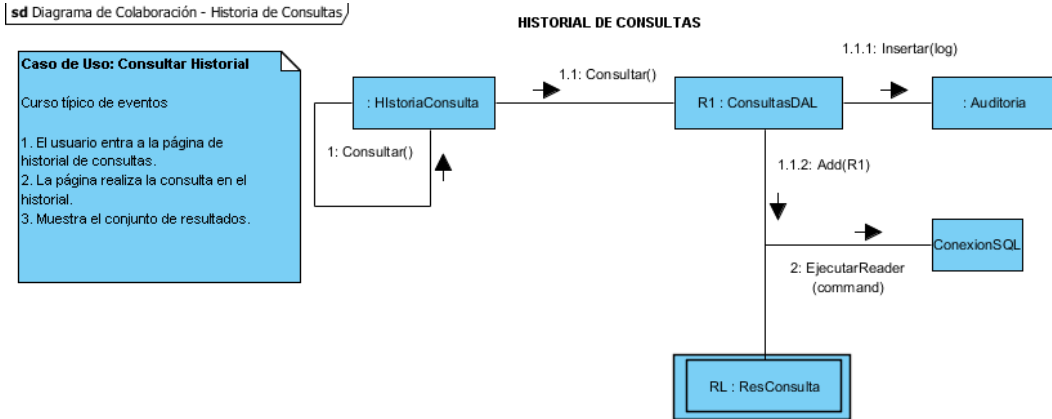 sd Diagrama de Colaboración - Historia de Consultas
HISTORIAL DE CONSULTAS
Caso de Uso: Consultar Historial
Curso típico de eventos
1. El usuario entra a la página de
historial de consultas.
2. La página realiza la consulta en el
historial.
3. Muestra el conjunto de resultados.
: HIstoriaConsulta
1: Consultar()
1.1: Consultar()
R1 : ConsultasDAL
1.1.1: Insertar(log)
: Auditoria
1.1.2: Add(R1)
ConexionSQL
2: EjecutarReader
(command)
RL : ResConsulta